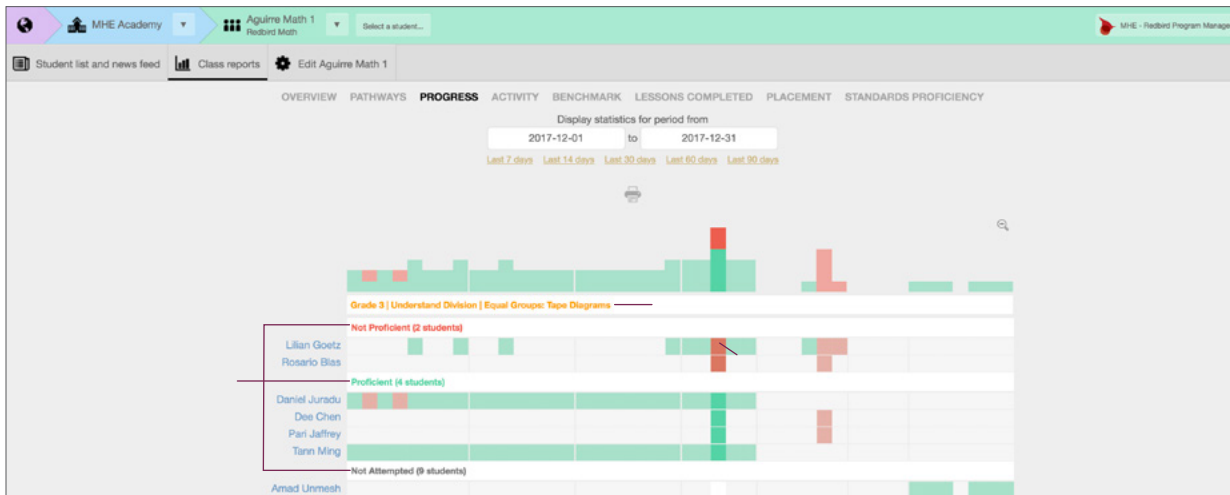 MHE Academy
Aguirre Math 1
Redbird Math
Select a student...
MHE - Redbird Program Manage
Student list and news feed
Class reports
Edit Aguirre Math 1
OVERVIEW PATHWAYS PROGRESS ACTIVITY BENCHMARK LESSONS COMPLETED PLACEMENT STANDARDS PROFICIENCY
Display statistics for period from
2017-12-01 to 2017-12-31
Last 7 days Last 14 days Last 30 days Last 60 days Last 90 days
Grade 3 | Understand Division | Equal Groups: Tape Diagrams
Not Proficient (2 students)
Lilian Goetz
Rosario Blas
Proficient (4 students)
Daniel Juradu
Dee Chen
Pari Jaffrey
Tann Ming
Not Attempted (9 students)
Amad Unmesh